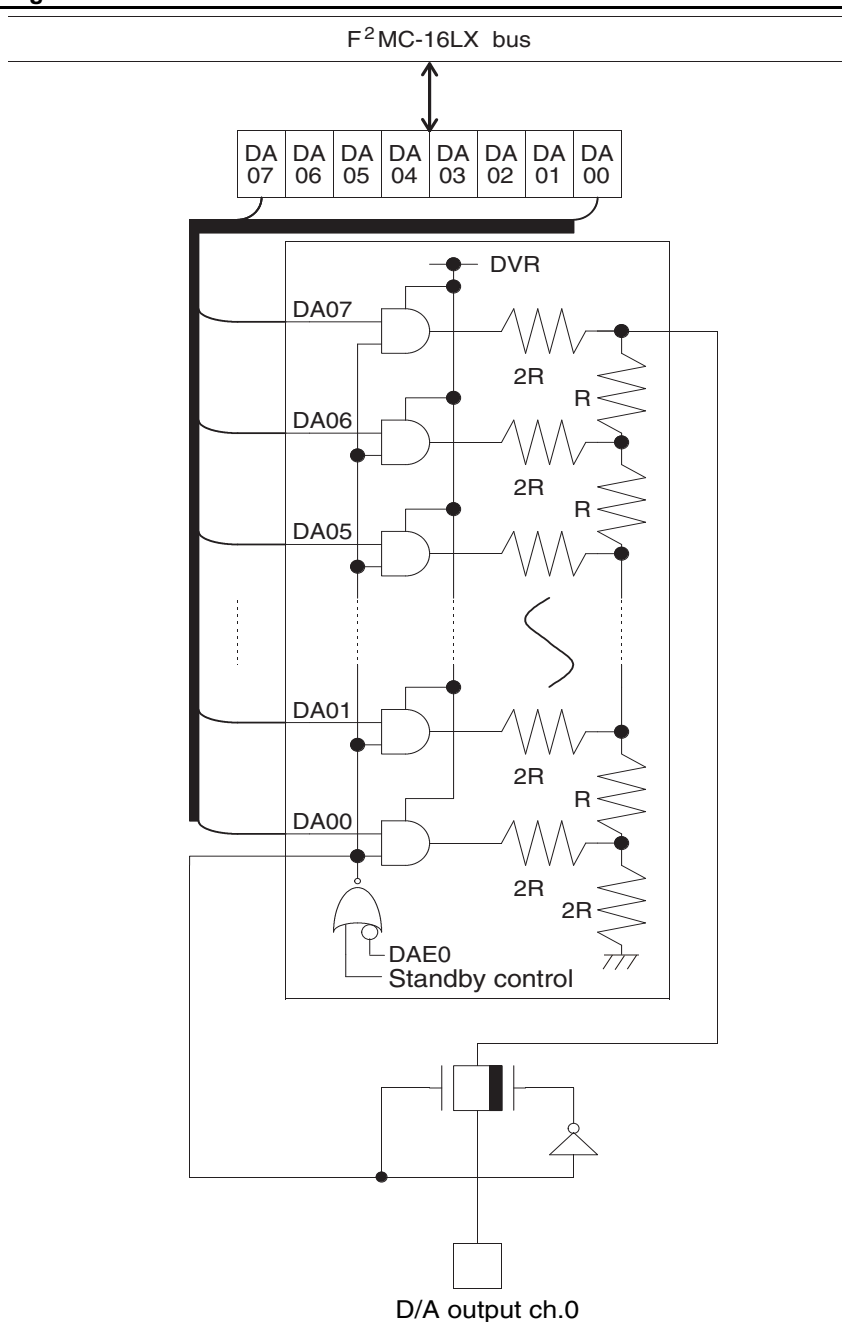 F²MC-16LX bus
DA DA DA DA DA DA DA DA
07 06 05 04 03 02 01 00
DVR
DA07
2R
R
DA06
2R
R
DA05
DA01
2R
R
DA00
2R
2R
DAE0
Standby control
D/A output ch.0